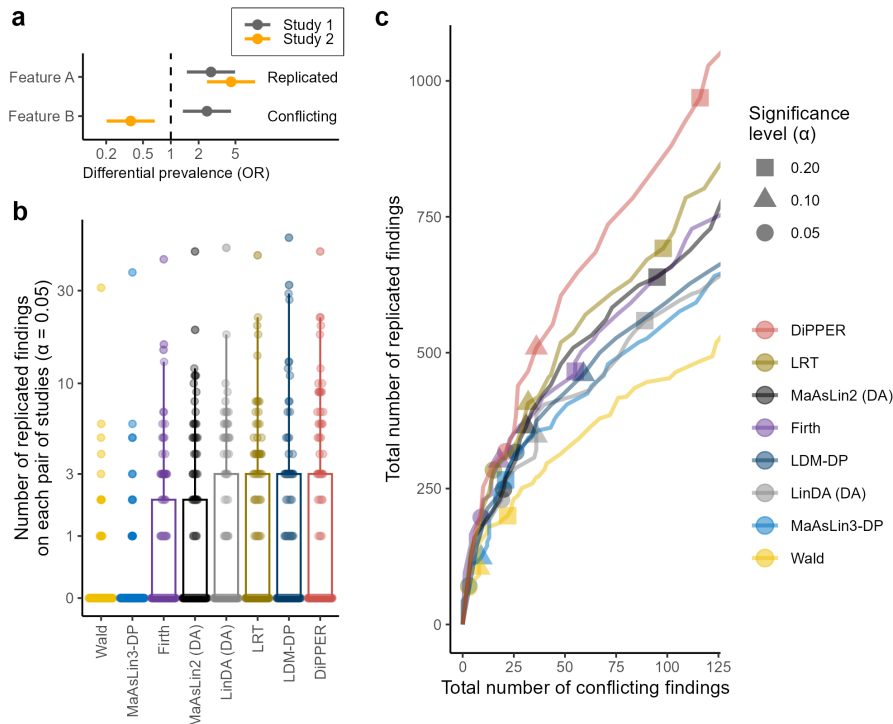 a
Study 1
Study 2
Feature A
Replicated
Feature B
Conflicting
0.2 0.5 1 2 5
Differential prevalence (OR)
b
Number of replicated findings
on each pair of studies (α = 0.05)
30
10
3
1
0
Wald
MaAsLin3-DP
Firth
MaAsLin2 (DA)
LinDA (DA)
LRT
LDM-DP
DiPPER
c
Total number of replicated findings
1000
750
500
250
0
0 25 50 75 100 125
Total number of conflicting findings
Significance
level (α)
0.20
0.10
0.05
DiPPER
LRT
MaAsLin2 (DA)
Firth
LDM-DP
LinDA (DA)
MaAsLin3-DP
Wald